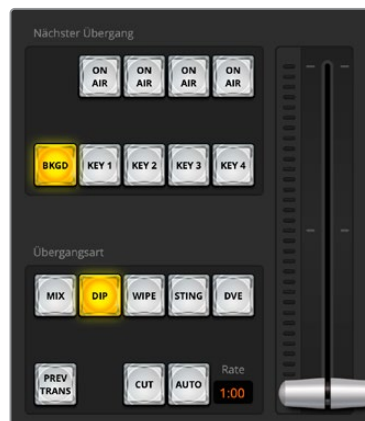 Nächster Übergang
ON AIR ON AIR ON AIR ON AIR
BKGD KEY 1 KEY 2 KEY 3 KEY 4
Übergangsart
MIX DIP WIPE STING DVE
Rate
PREV TRANS CUT AUTO 1:00